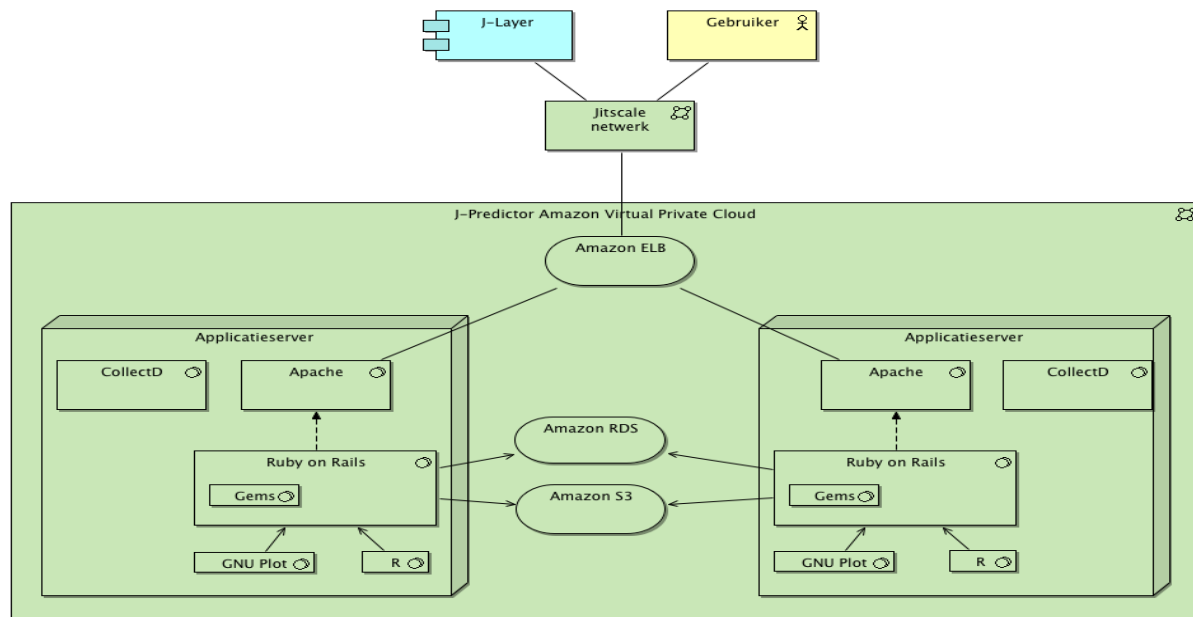 J-Layer
Gebruiker
Jitscale
netwerk
J-Predictor Amazon Virtual Private Cloud
Amazon ELB
Applicatieserver
CollectD
Apache
Ruby on Rails
Gems
GNU Plot
R
Amazon RDS
Amazon S3
Applicatieserver
Apache
CollectD
Ruby on Rails
Gems
GNU Plot
R